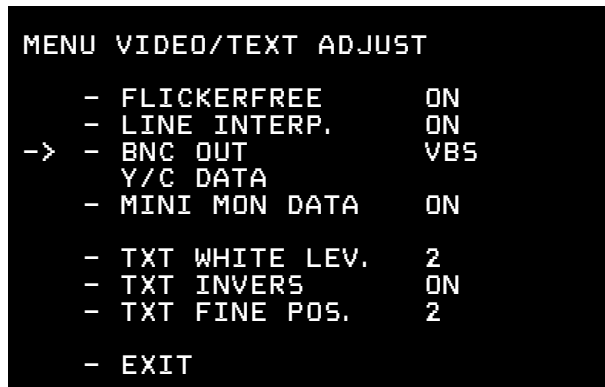 MENU VIDEO/TEXT ADJUST
- FLICKERFREE ON
- LINE INTERP. ON
-> - BNC OUT VBS
Y/C DATA
- MINI MON DATA ON
- TXT WHITE LEV. 2
- TXT INVERS ON
- TXT FINE POS. 2
- EXIT